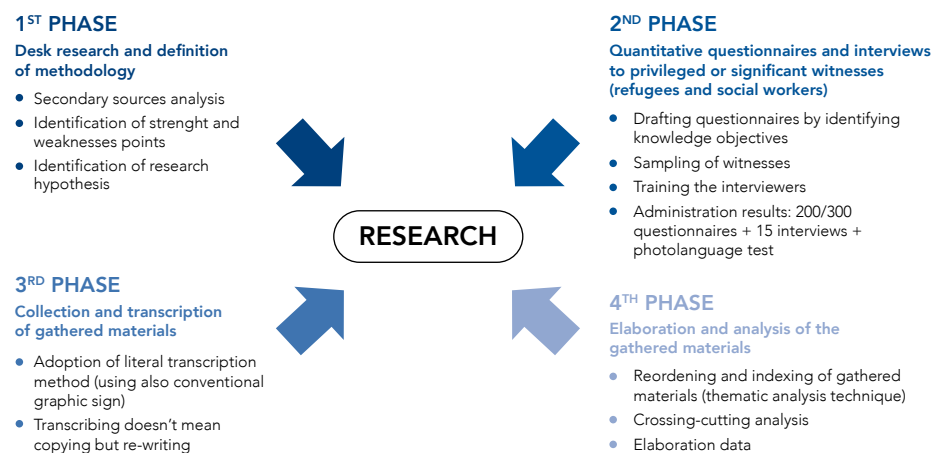 1ST PHASE
Desk research and definition
of methodology
● Secondary sources analysis
● Identification of strenght and
weaknesses points
● Identification of research
hypothesis
2ND PHASE
Quantitative questionnaires and interviews
to privileged or significant witnesses
(refugees and social workers)
● Drafting questionnaires by identifying
knowledge objectives
● Sampling of witnesses
● Training the interviewers
● Administration results: 200/300
questionnaires + 15 interviews +
photolanguage test
RESEARCH
3RD PHASE
Collection and transcription
of gathered materials
● Adoption of literal transcription
method (using also conventional
graphic sign)
● Transcribing doesn't mean
copying but re-writing
4TH PHASE
Elaboration and analysis of the
gathered materials
● Reordening and indexing of gathered
materials (thematic analysis technique)
● Crossing-cutting analysis
● Elaboration data